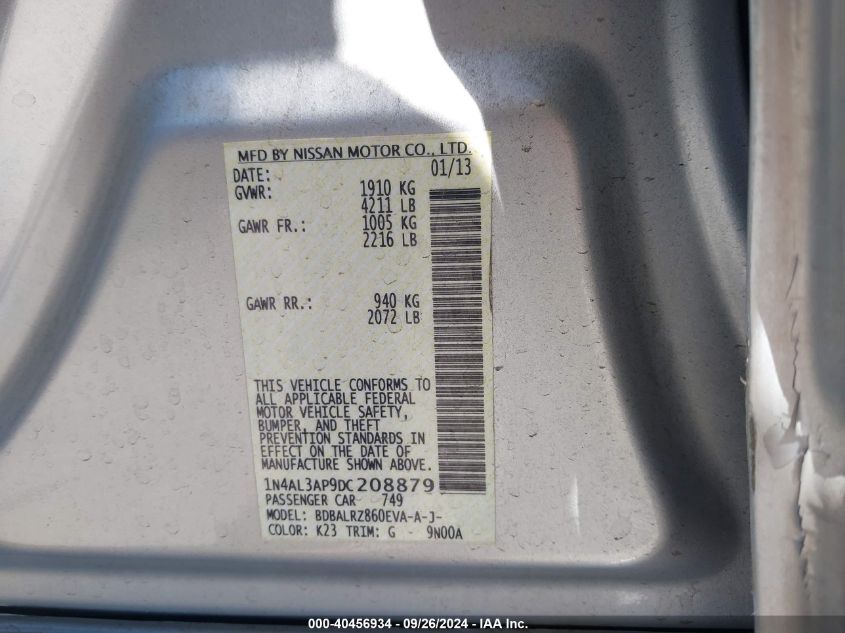 MFD BY NISSAN MOTOR CO., LTD.
DATE: 01/13
GVWR: 1910 KG
4211 LB
GAWR FR.: 1005 KG
2216 LB
GAWR RR.: 940 KG
2072 LB
THIS VEHICLE CONFORMS TO
ALL APPLICABLE FEDERAL
MOTOR VEHICLE SAFETY,
BUMPER, AND THEFT
PREVENTION STANDARDS IN
EFFECT ON THE DATE OF
MANUFACTURE SHOWN ABOVE.
1N4AL3AP9DC208879
PASSENGER CAR 749
MODEL: BDBALRZ860EVA-A-J-
COLOR: K23 TRIM: G 9N00A
000-40456934 / 09/26/2024 - IAA Inc.